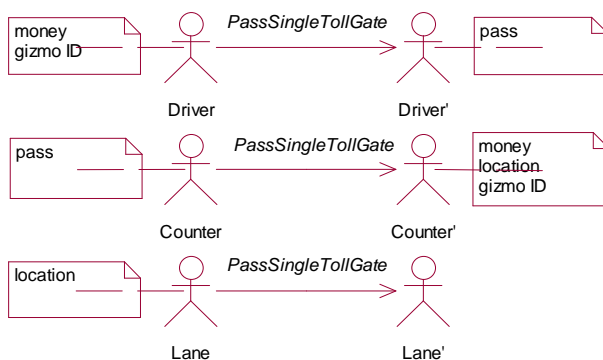 money
gizmo ID
PassSingleTollGate
pass
Driver
Driver'
pass
PassSingleTollGate
money
location
gizmo ID
Counter
Counter'
location
PassSingleTollGate
Lane
Lane'